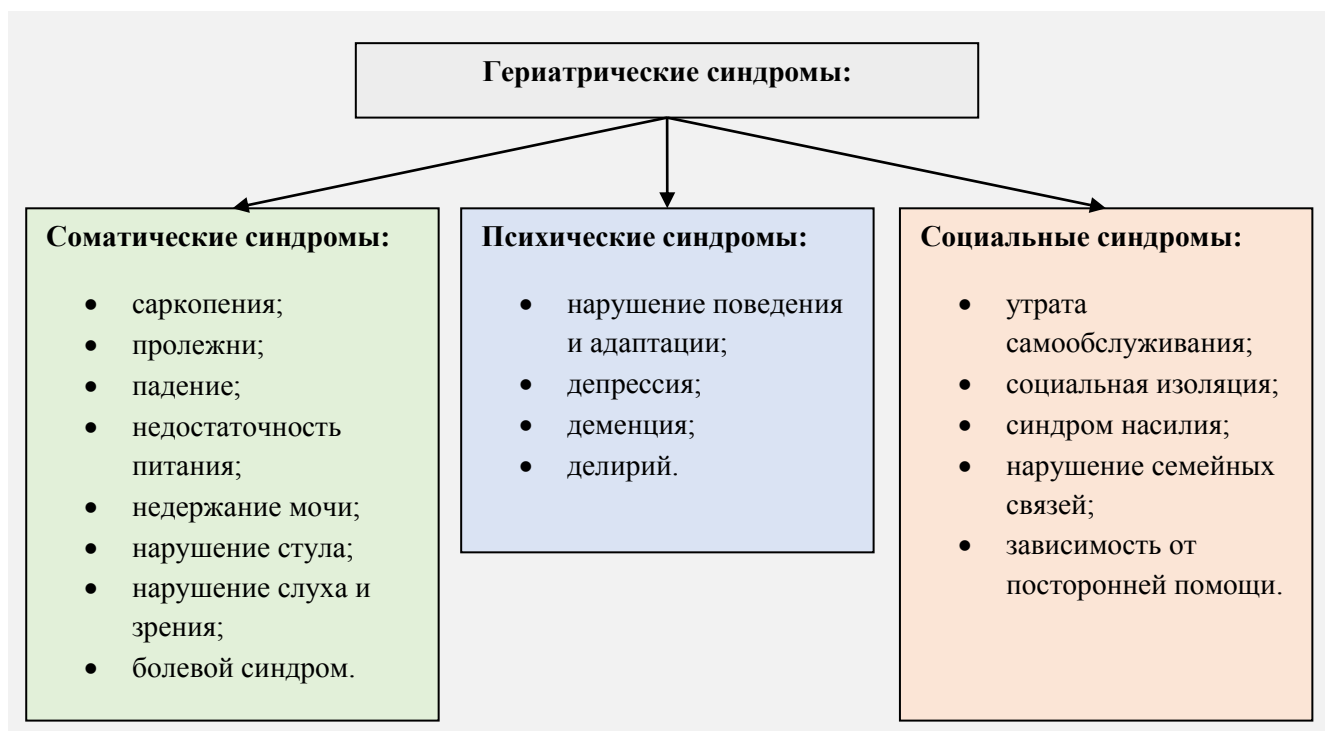 Гериатрические синдромы:
Соматические синдромы:
• саркопения;
• пролежни;
• падение;
• недостаточность
питания;
• недержание мочи;
• нарушение стула;
• нарушение слуха и
зрения;
• болевой синдром.
Психические синдромы:
• нарушение поведения
и адаптации;
• депрессия;
• деменция;
• делирий.
Социальные синдромы:
• утрата
самообслуживания;
• социальная изоляция;
• синдром насилия;
• нарушение семейных
связей;
• зависимость от
посторонней помощи.